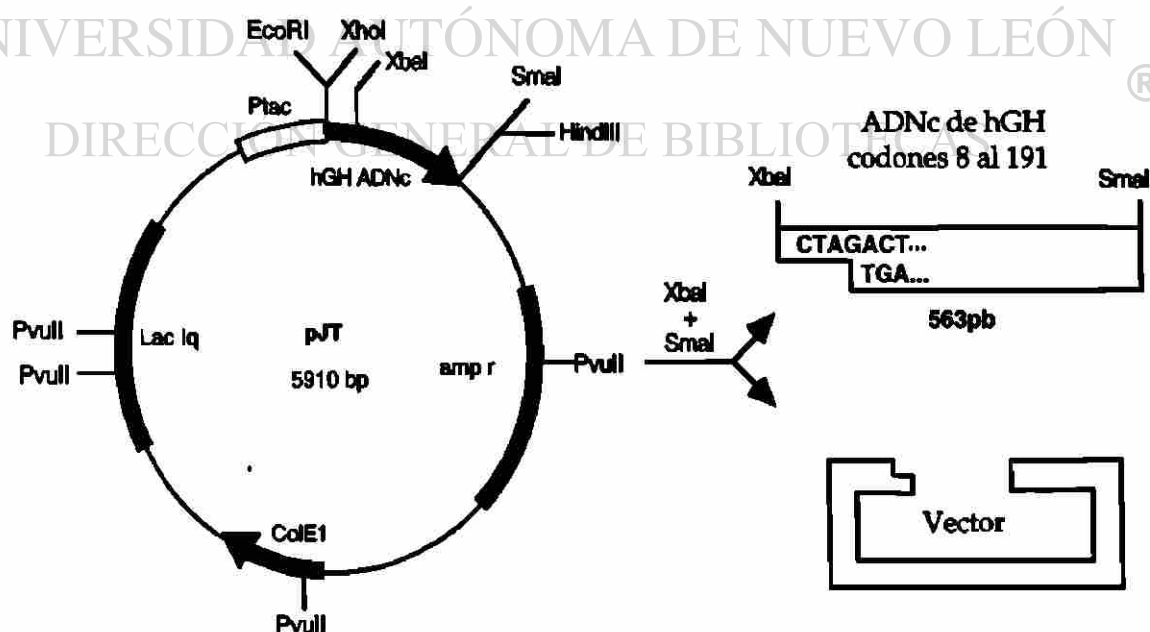 NIVERSIDAD AUTÓNOMA DE NUEVO LEÓN
®
DIRECCIÓN GENERAL DE BIBLIOTECAS
EcoRI
XhoI
XbaI
SmaI
HindIII
Ptac
hGH ADNc
Lac Iq
PvuII
PvuII
pJT
5910 bp
amp r
PvuII
ColE1
PvuII
XbaI
+
SmaI
ADNc de hGH
codones 8 al 191
XbaI
SmaI
CTAGACT...
TGA...
563pb
Vector